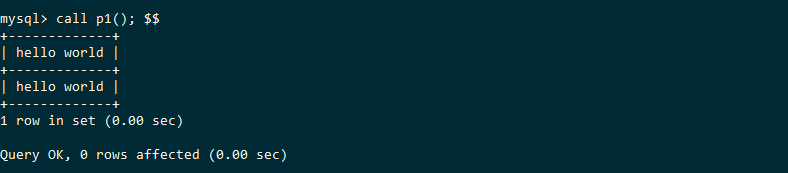 mysql> call p1(); $$
+-------------+
| hello world |
+-------------+
| hello world |
+-------------+
1 row in set (0.00 sec)
Query OK, 0 rows affected (0.00 sec)